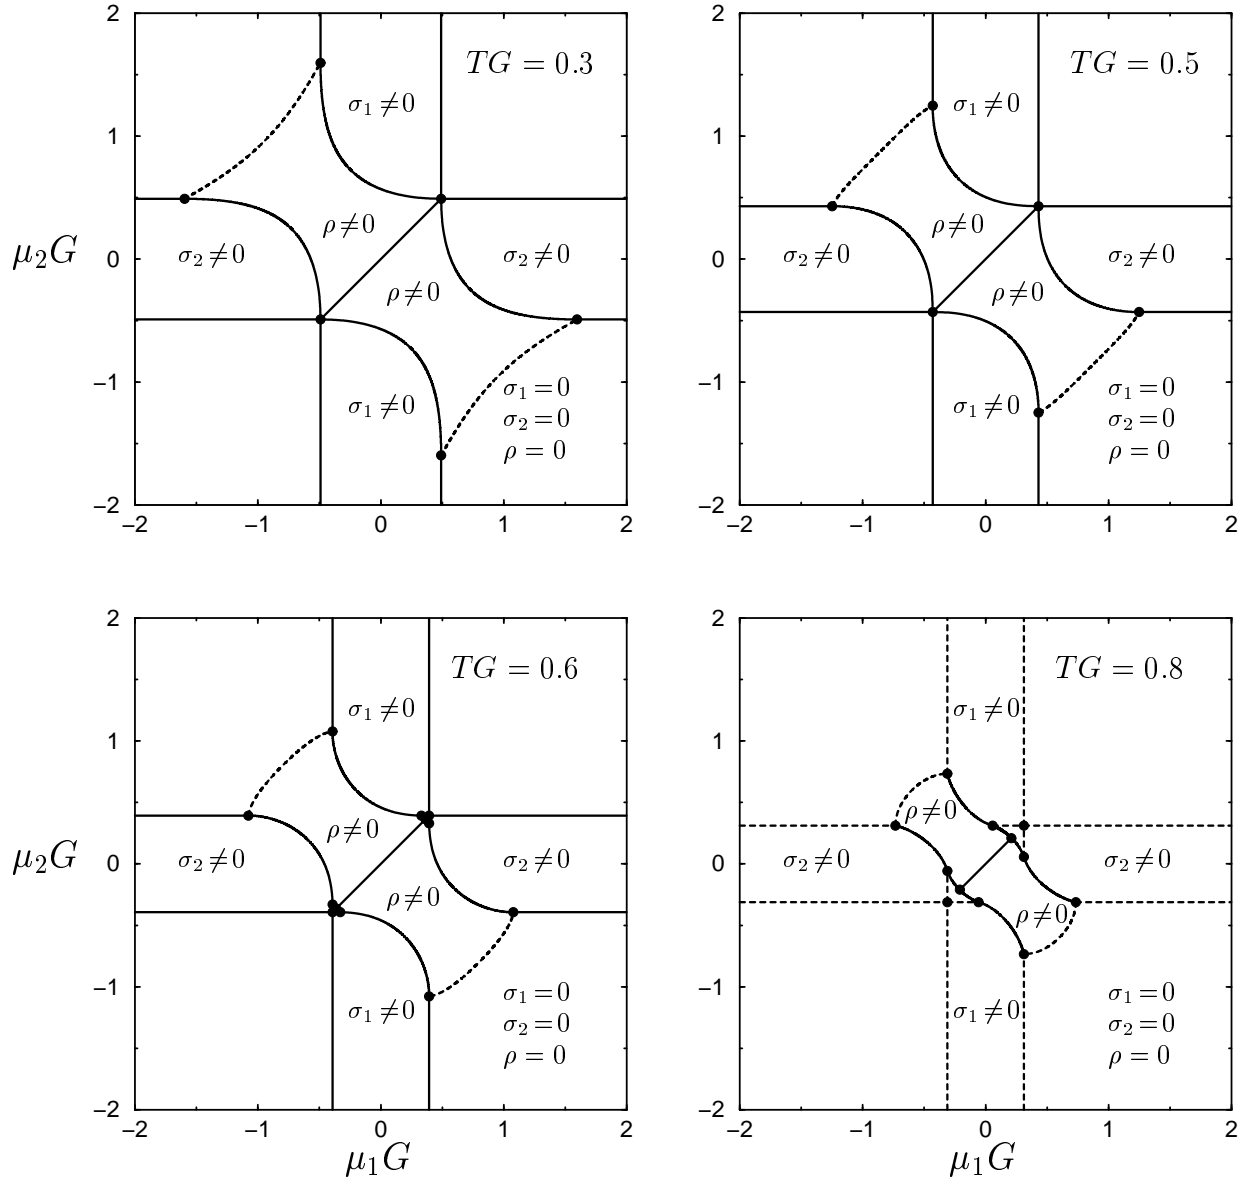 2
TG = 0.3
σ₁ ≠ 0
1
ρ ≠ 0
μ₂G
0
σ₂ ≠ 0
σ₂ ≠ 0
ρ ≠ 0
−1
σ₁ ≠ 0
σ₁ = 0
σ₂ = 0
ρ = 0
−2
−2 −1 0 1 2
2
TG = 0.5
σ₁ ≠ 0
1
ρ ≠ 0
0
σ₂ ≠ 0
σ₂ ≠ 0
ρ ≠ 0
−1
σ₁ ≠ 0
σ₁ = 0
σ₂ = 0
ρ = 0
−2
−2 −1 0 1 2
2
TG = 0.6
σ₁ ≠ 0
1
ρ ≠ 0
μ₂G
0
σ₂ ≠ 0
σ₂ ≠ 0
ρ ≠ 0
−1
σ₁ ≠ 0
σ₁ = 0
σ₂ = 0
ρ = 0
−2
−2 −1 0 1 2
μ₁G
2
TG = 0.8
σ₁ ≠ 0
1
ρ ≠ 0
0
σ₂ ≠ 0
σ₂ ≠ 0
ρ ≠ 0
−1
σ₁ ≠ 0
σ₁ = 0
σ₂ = 0
ρ = 0
−2
−2 −1 0 1 2
μ₁G